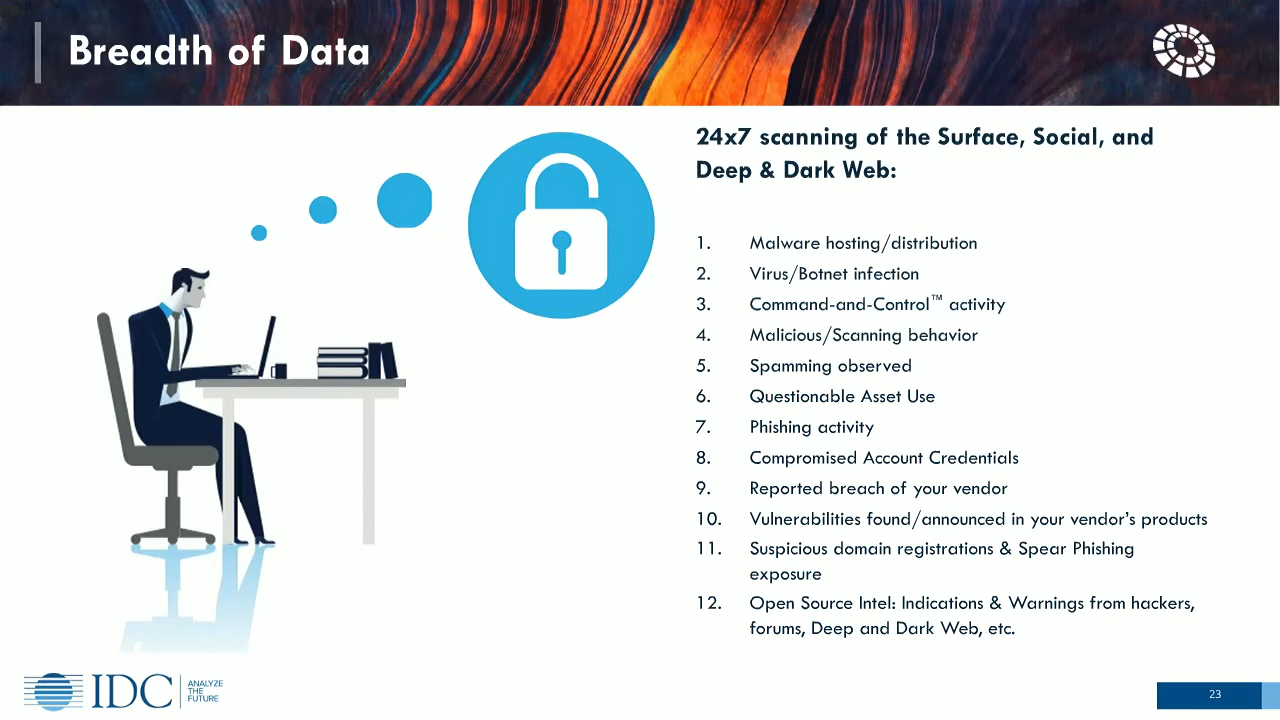 Breadth of Data
24x7 scanning of the Surface, Social, and
Deep & Dark Web:
1. Malware hosting/distribution
2. Virus/Botnet infection
3. Command-and-Control™ activity
4. Malicious/Scanning behavior
5. Spamming observed
6. Questionable Asset Use
7. Phishing activity
8. Compromised Account Credentials
9. Reported breach of your vendor
10. Vulnerabilities found/announced in your vendor's products
11. Suspicious domain registrations & Spear Phishing
exposure
12. Open Source Intel: Indications & Warnings from hackers,
forums, Deep and Dark Web, etc.
IDC
ANALYZE
THE
FUTURE
23